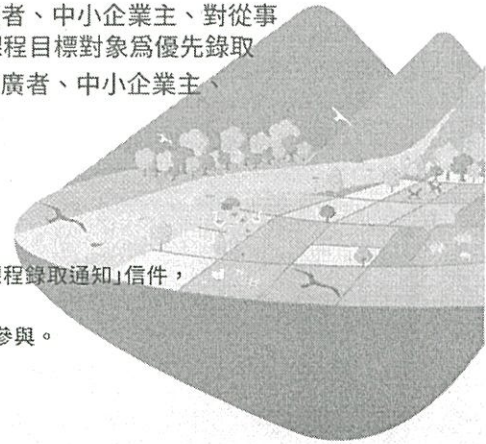 者、中小企業主、對從事
程目標對象爲優先錄取
廣者、中小企業主、
程錄取通知」信件，
參與。